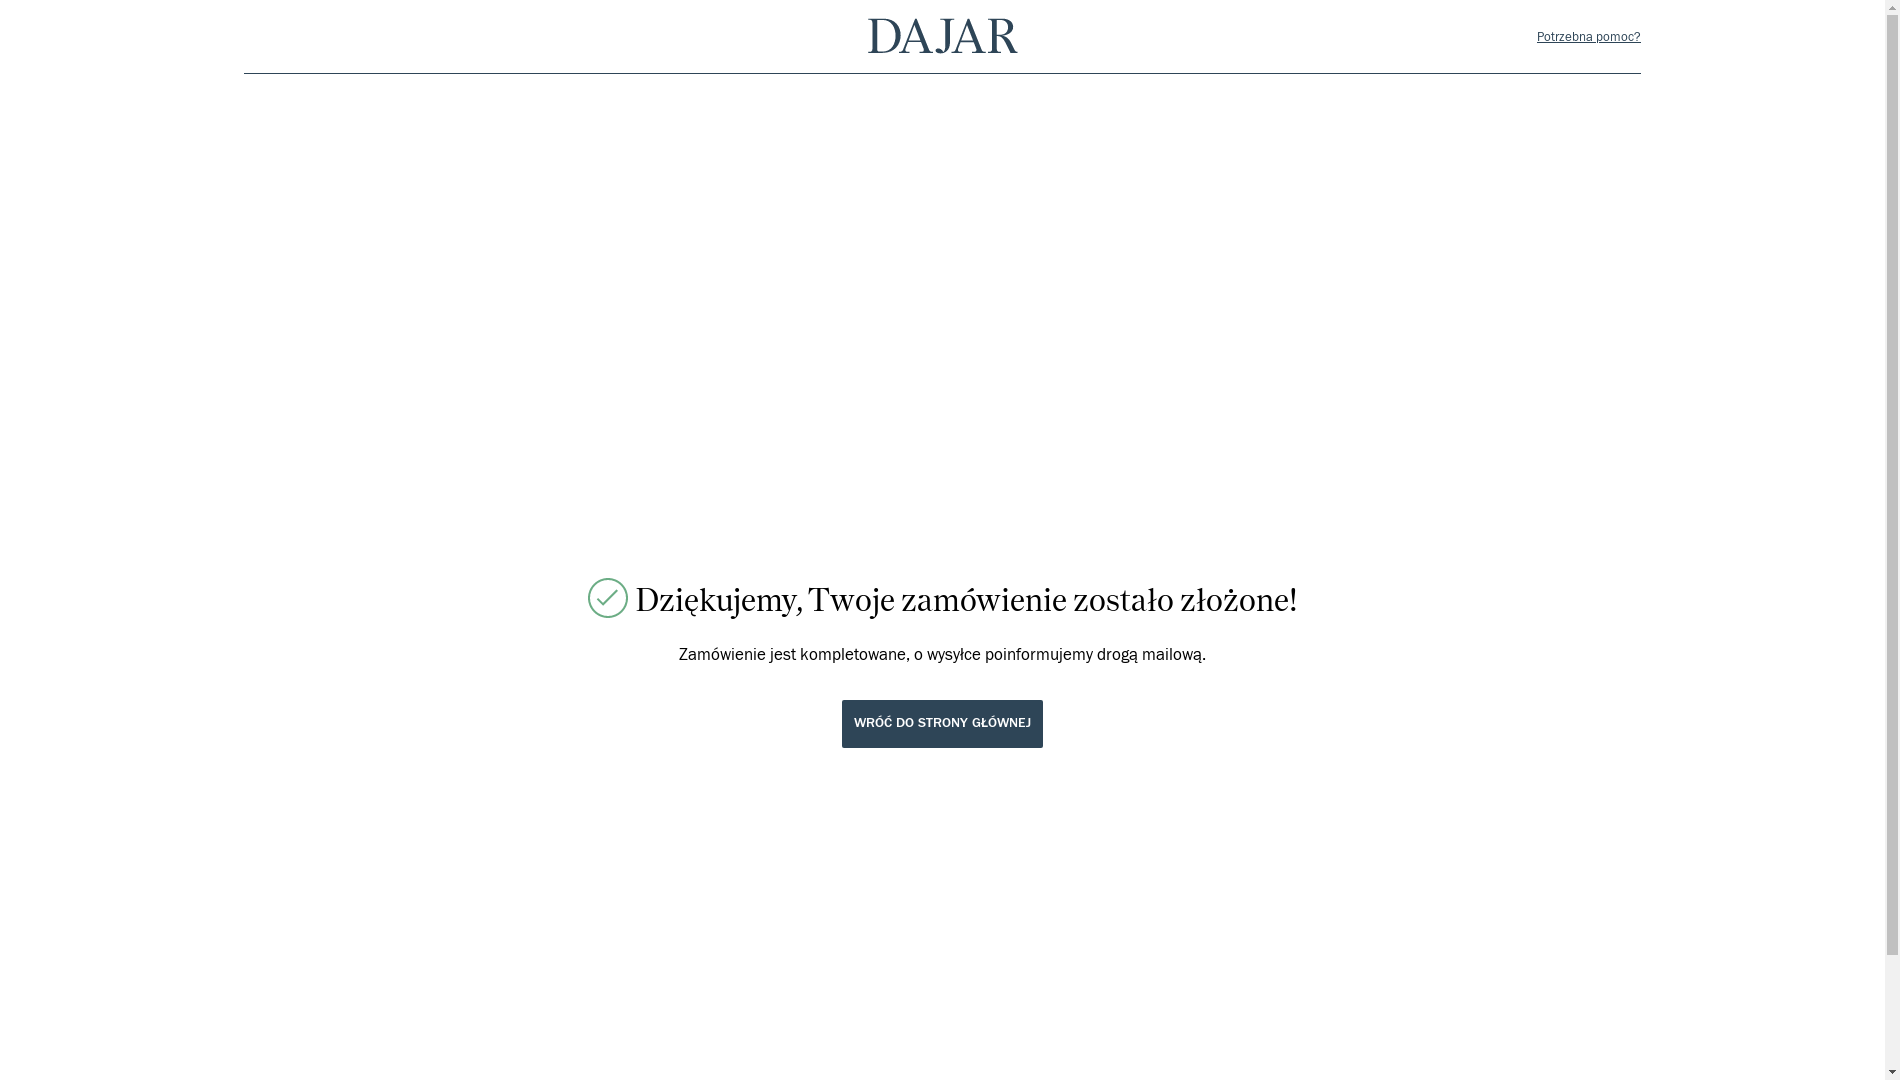 DAJAR
Potrzebna pomoc?
Dziękujemy, Twoje zamówienie zostało złożone!
Zamówienie jest kompletowane, o wysyłce poinformujemy drogą mailową.
WRÓĆ DO STRONY GŁÓWNEJ